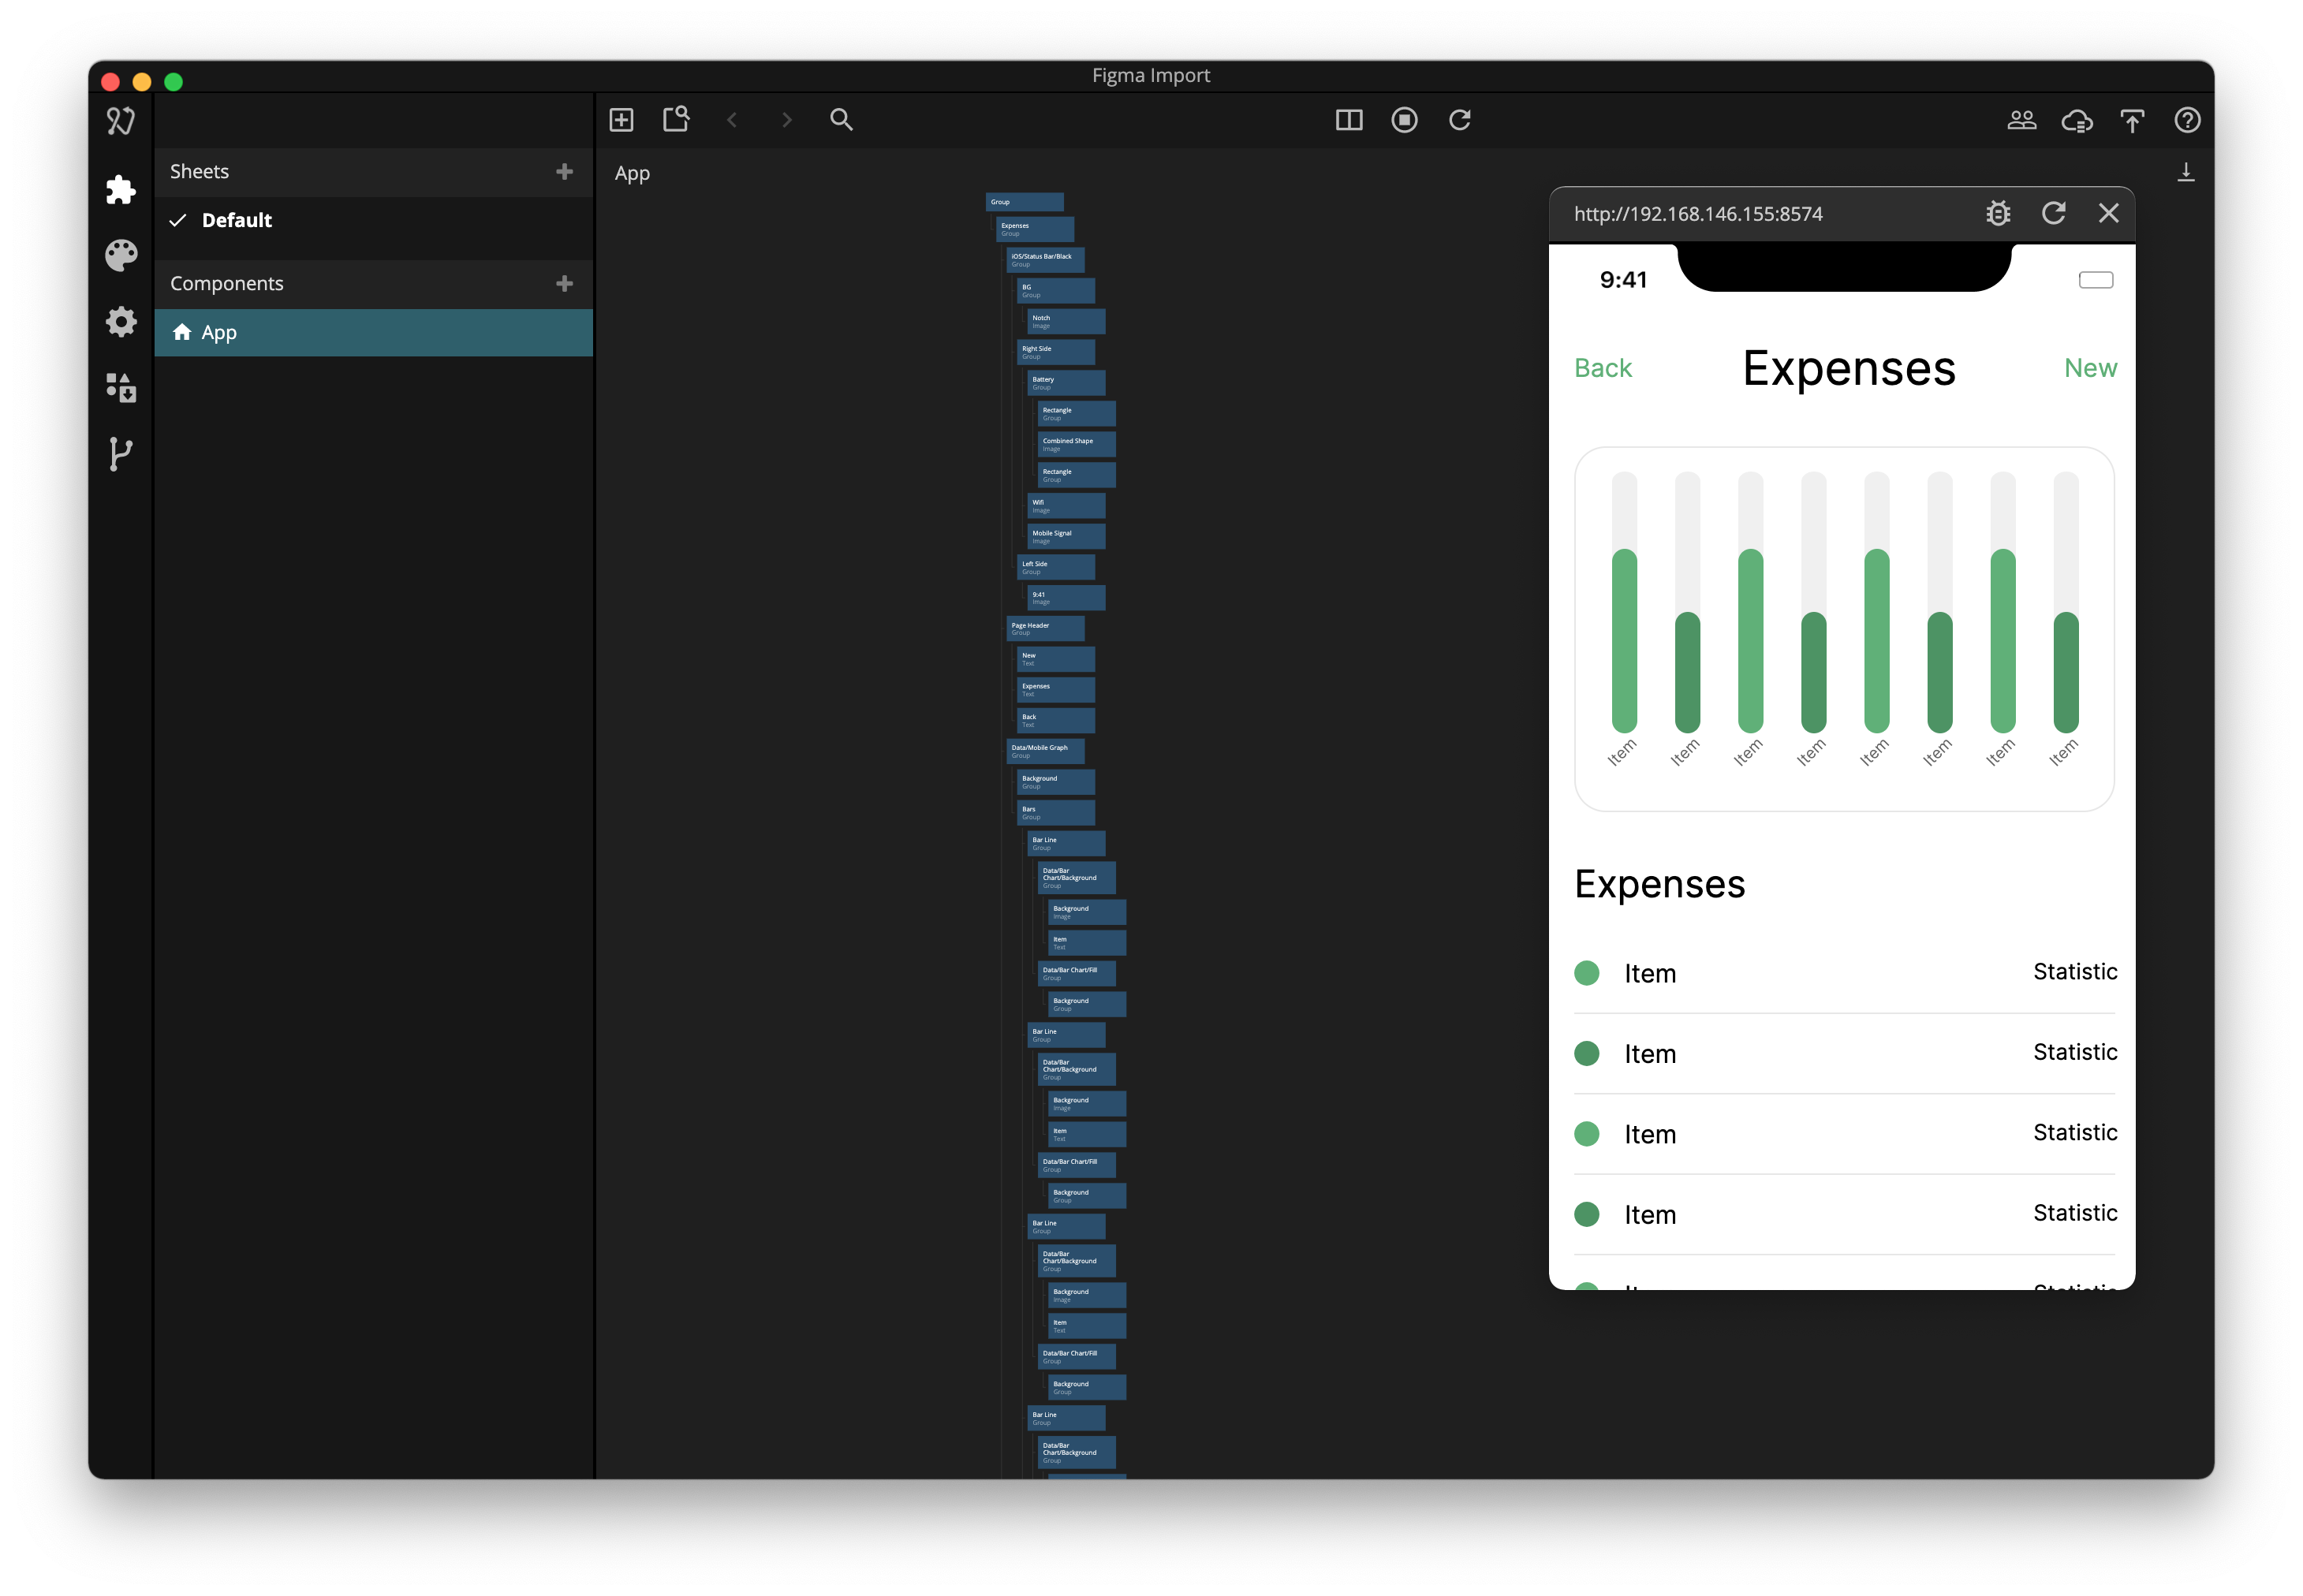 Figma Import
Sheets
Default
Components
App
App
Group
Expenses
Group
iOS/Status Bar/Black
Group
BG
Group
Notch
Image
Right Side
Group
Battery
Group
Rectangle
Group
Combined Shape
Image
Rectangle
Group
Wifi
Image
Mobile Signal
Image
Left Side
Group
9:41
Image
Page Header
Group
New
Text
Expenses
Text
Back
Text
Data/Mobile Graph
Group
Background
Group
Bars
Group
Bar Line
Group
Data/Bar
Chart/Background
Group
Background
Image
Item
Text
Data/Bar Chart/Fill
Group
Background
Group
Bar Line
Group
Data/Bar
Chart/Background
Group
Background
Image
Item
Text
Data/Bar Chart/Fill
Group
Background
Group
Bar Line
Group
Data/Bar
Chart/Background
Group
Background
Image
Item
Text
Data/Bar Chart/Fill
Group
Background
Group
Bar Line
Group
Data/Bar
Chart/Background
Group
http://192.168.146.155:8574
9:41
Back Expenses New
Item Item Item Item Item Item Item Item
Expenses
Item Statistic
Item Statistic
Item Statistic
Item Statistic